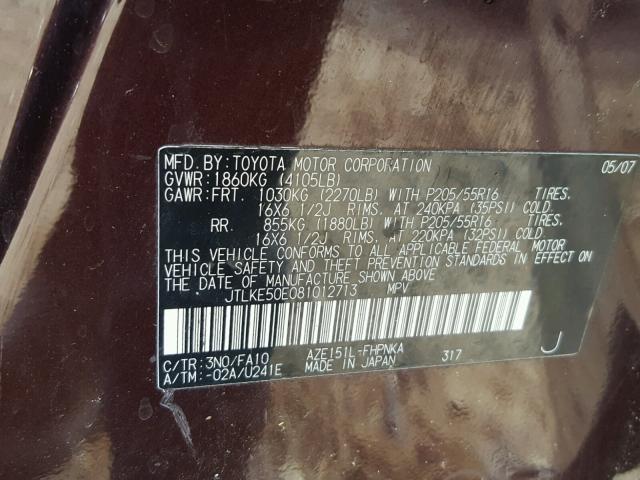 MFD.BY:TOYOTA MOTOR CORPORATION 05/07
GVWR:1860KG (4105LB)
GAWR:FRT. 1030KG (2270LB) WITH P205/55R16 TIRES.
16X6 1/2J RIMS. AT 240KPA (35PSI) COLD
RR. 855KG (1880LB) WITH P205/55R16 TIRES.
16X6 1/2J RIMS. AT 220KPA (32PSI) COLD
THIS VEHICLE CONFORMS TO ALL APPLICABLE FEDERAL MOTOR
VEHICLE SAFETY AND THEFT PREVENTION STANDARDS IN EFFECT ON
THE DATE OF MANUFACTURE SHOWN ABOVE.
JTLKE50E081012713 MPV
C/TR:3N0/FA10 AZE151L-FHPNKA 317 J
A/TM:-02A/U241E MADE IN JAPAN